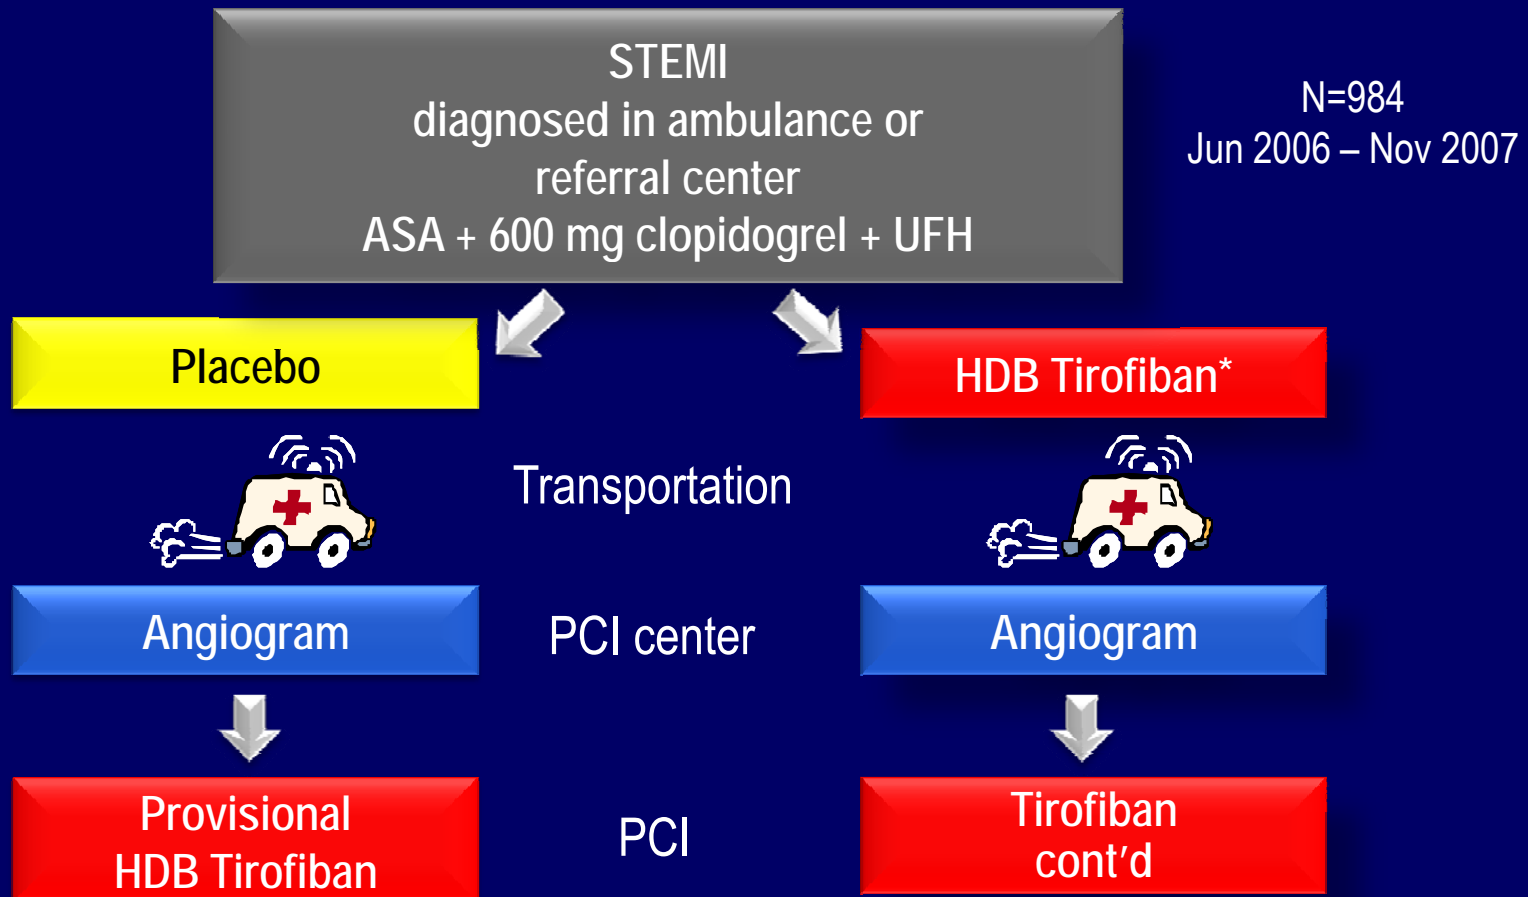 STEMI
diagnosed in ambulance or
referral center
ASA + 600 mg clopidogrel + UFH
N=984
Jun 2006 – Nov 2007
Placebo
HDB Tirofiban*
Transportation
Angiogram
PCI center
Angiogram
Provisional
HDB Tirofiban
PCI
Tirofiban
cont’d